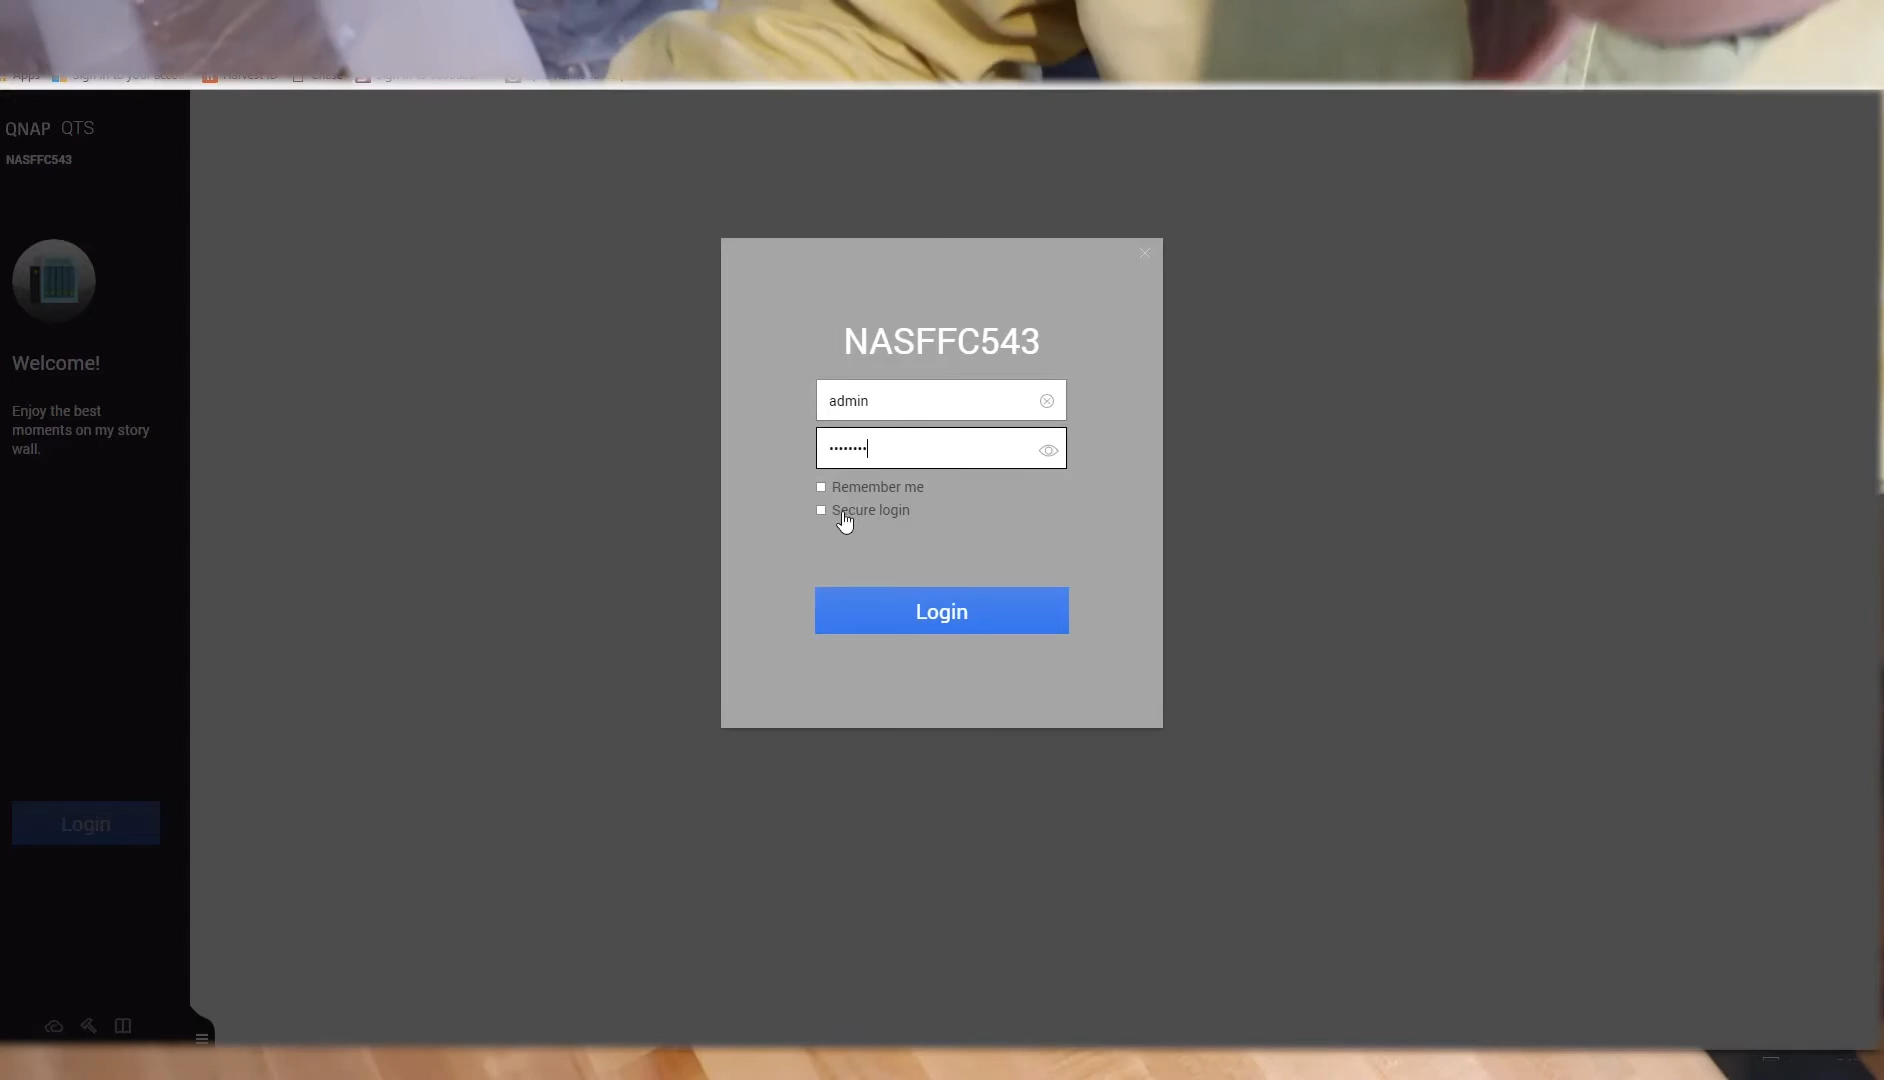 Apps
QNAP QTS
NASFFC543
Welcome!
Enjoy the best
moments on my story
wall.
Login
NASFFC543
admin
••••••••
Remember me
Secure login
Login